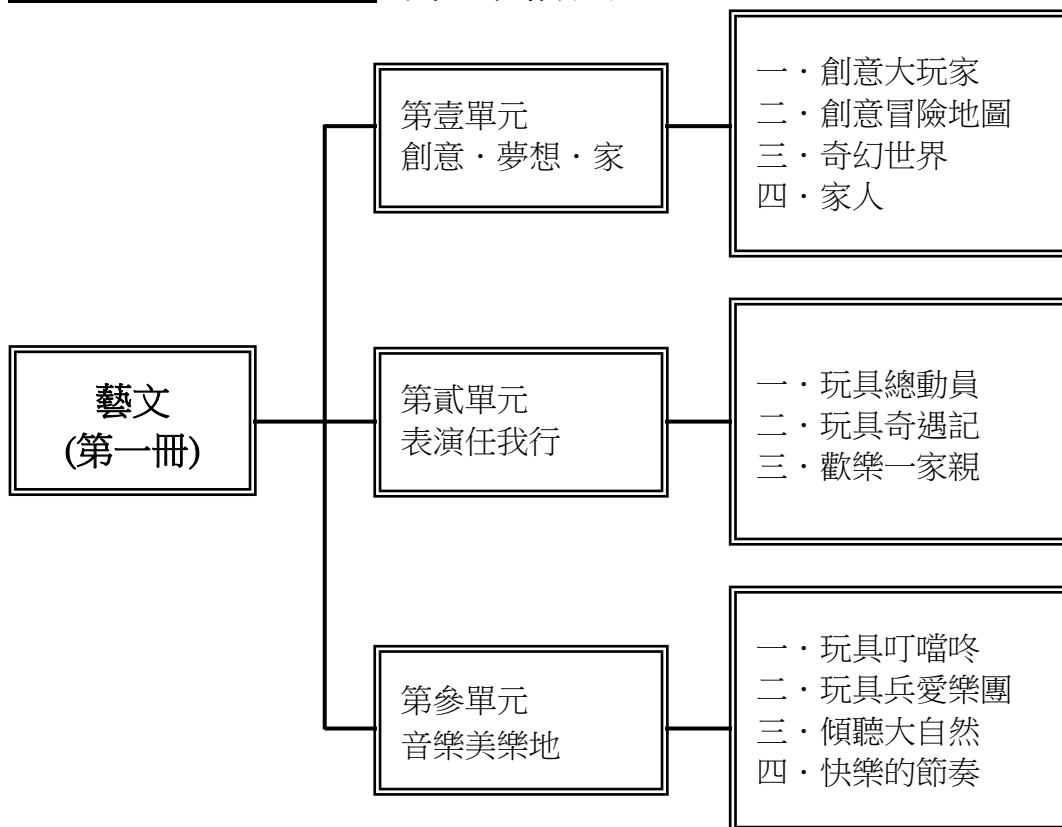 藝文
(第一冊)
第壹單元
創意．夢想．家
一．創意大玩家
二．創意冒險地圖
三．奇幻世界
四．家人
第貳單元
表演任我行
一．玩具總動員
二．玩具奇遇記
三．歡樂一家親
第參單元
音樂美樂地
一．玩具叮噹咚
二．玩具兵愛樂團
三．傾聽大自然
四．快樂的節奏